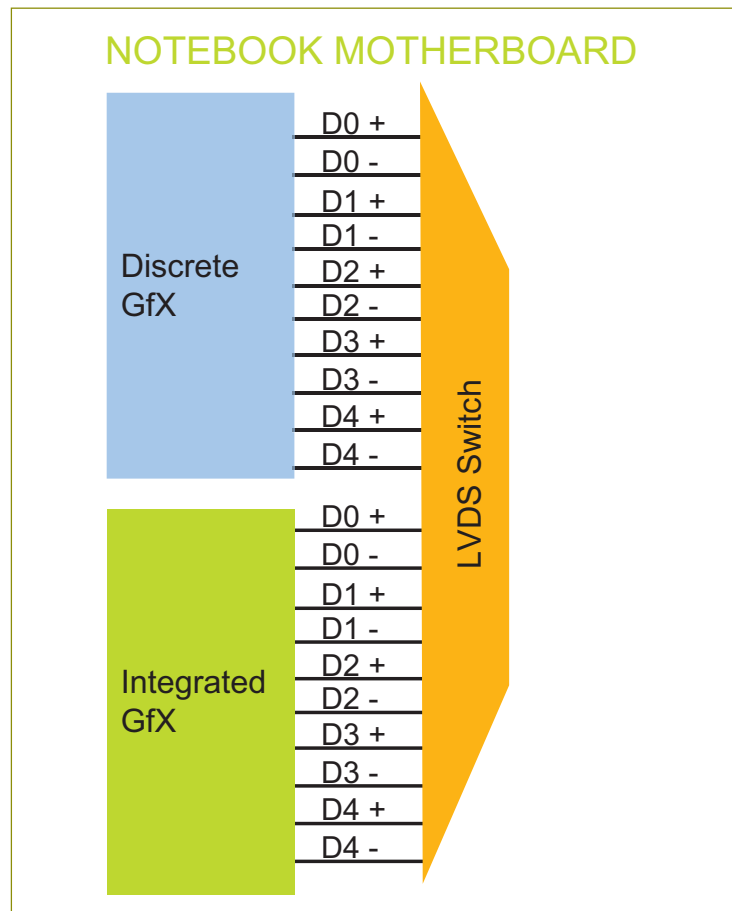 NOTEBOOK MOTHERBOARD
D0 +
D0 -
D1 +
D1 -
D2 +
D2 -
D3 +
D3 -
D4 +
D4 -
Discrete
GfX
D0 +
D0 -
D1 +
D1 -
D2 +
D2 -
D3 +
D3 -
D4 +
D4 -
Integrated
GfX
LVDS Switch